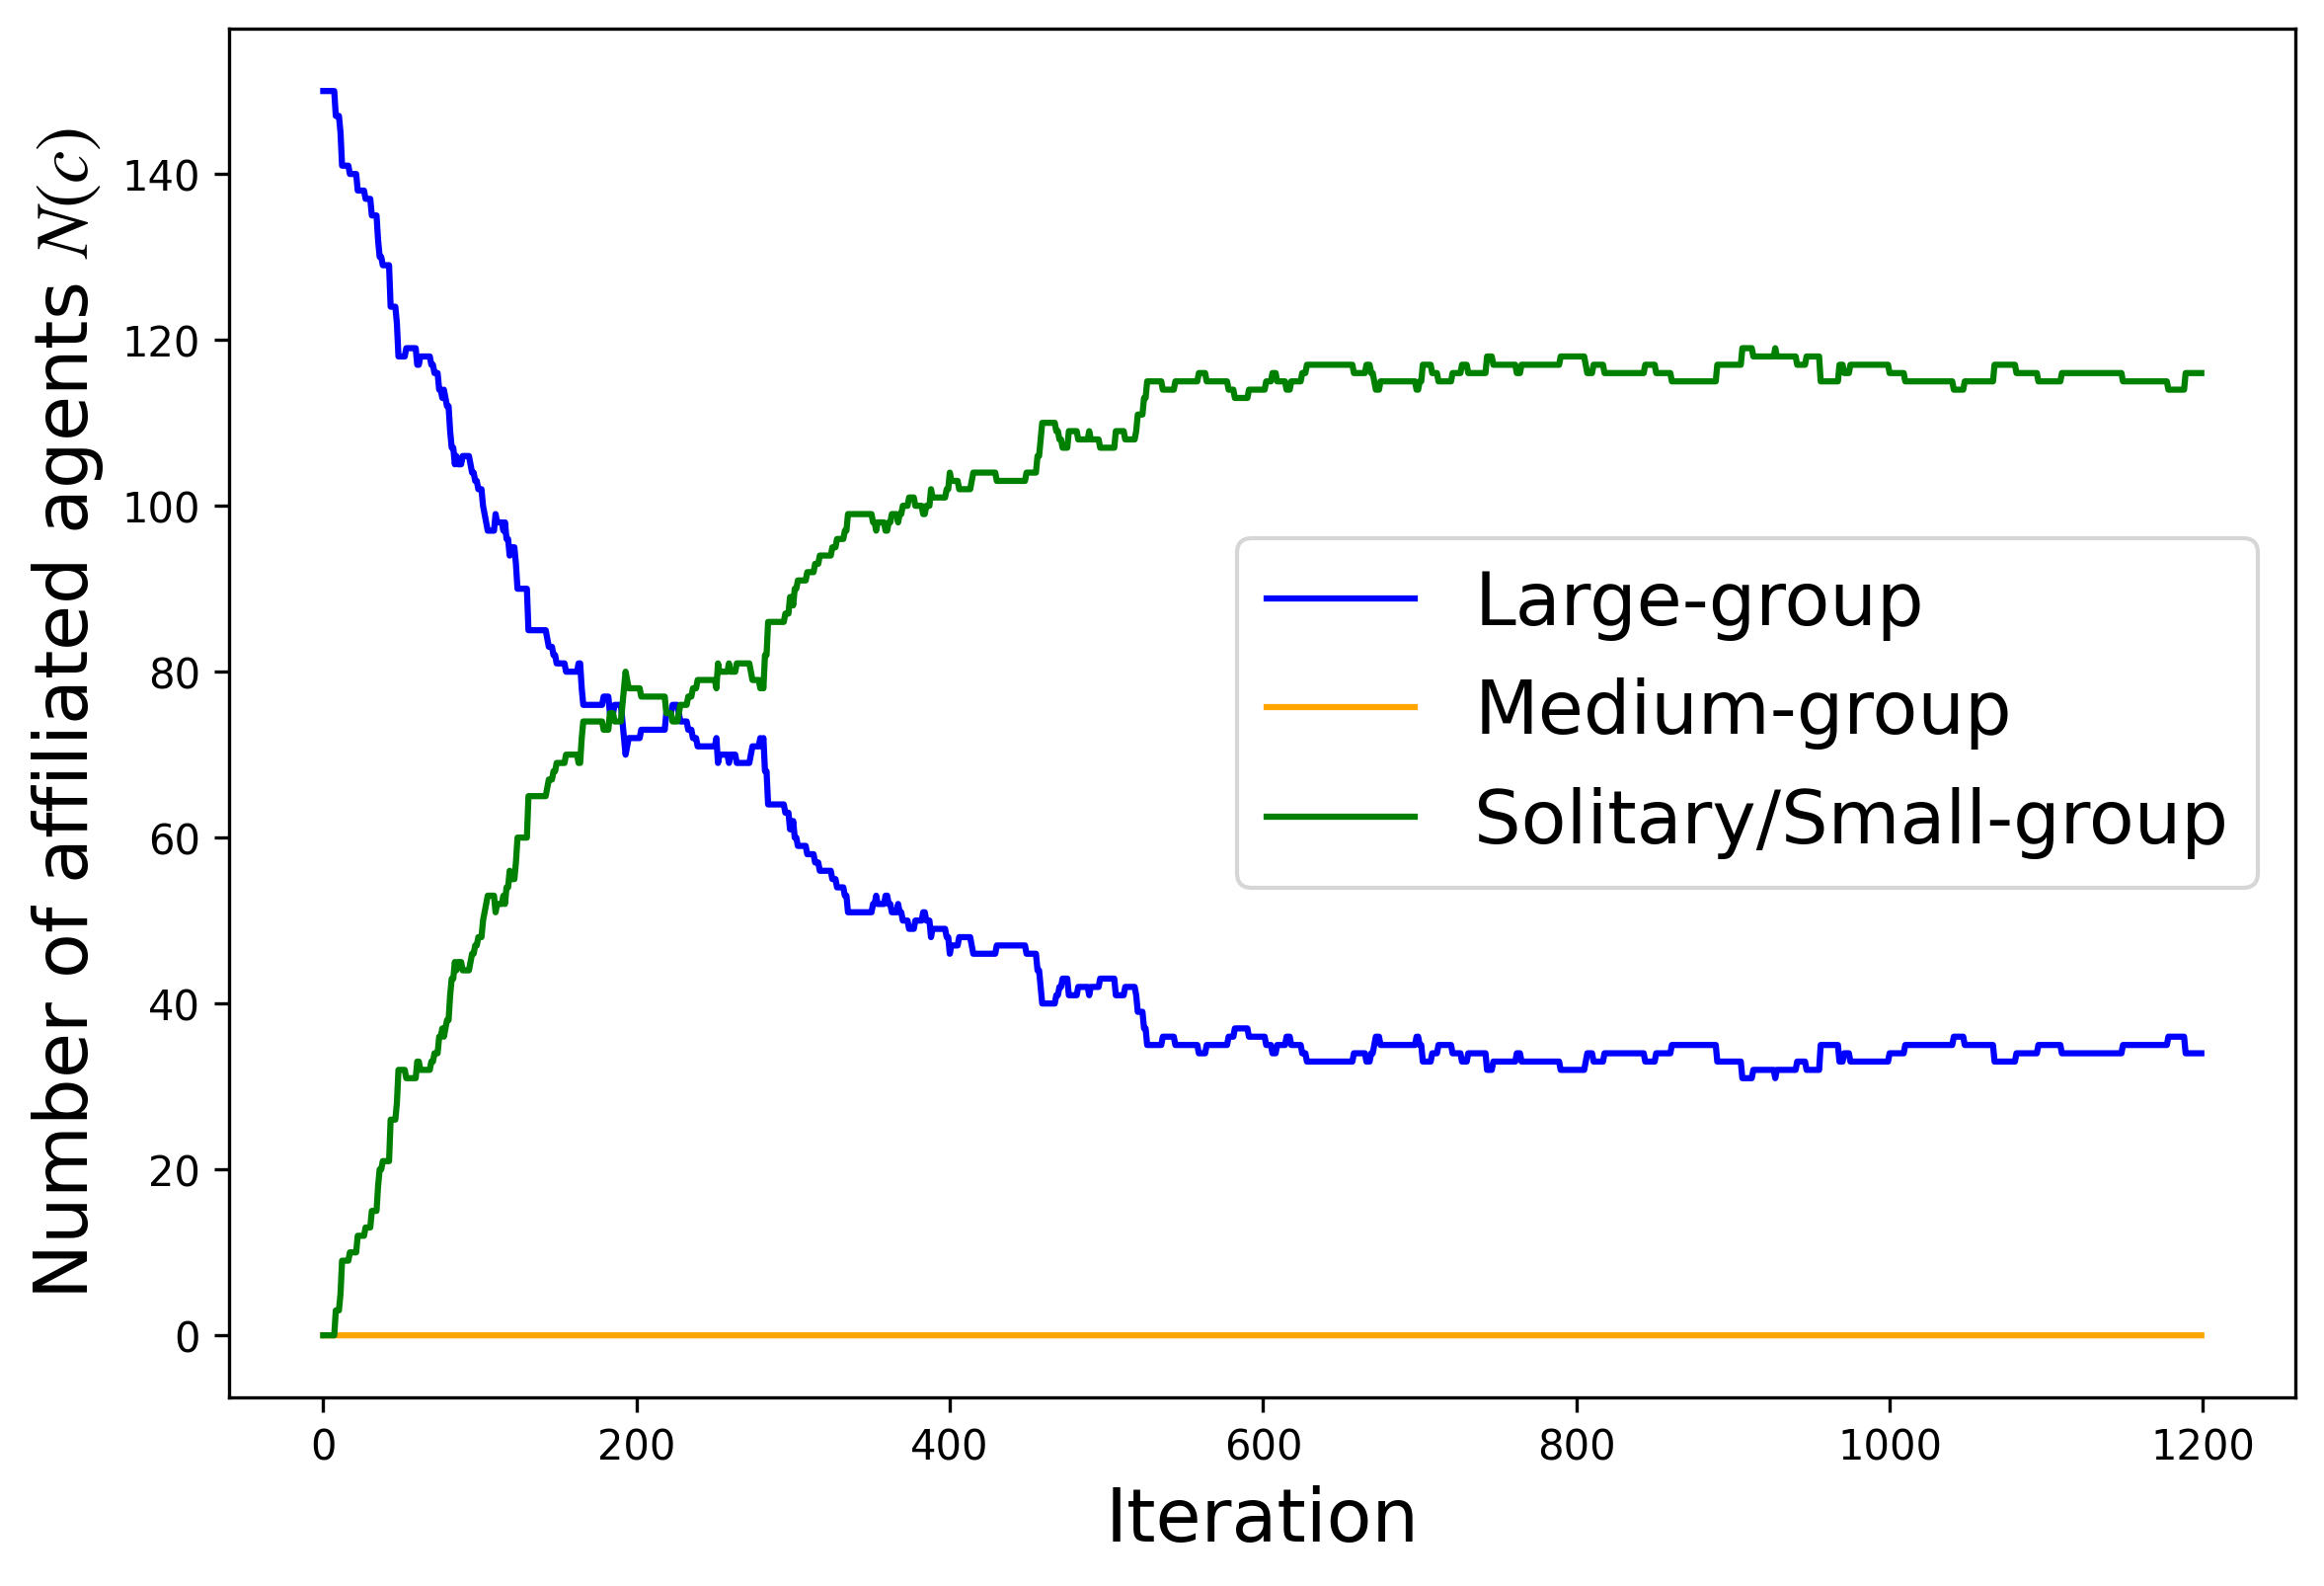 Number of affiliated agents N(c)
140
120
100
80
60
40
20
0
0 200 400 600 800 1000 1200
Iteration
Large-group
Medium-group
Solitary/Small-group